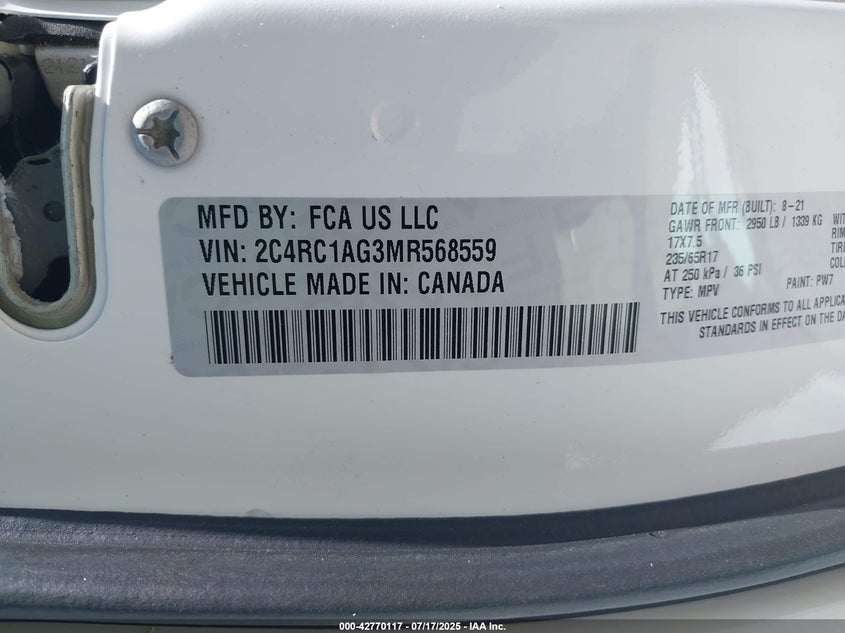 MFD BY: FCA US LLC
VIN: 2C4RC1AG3MR568559
VEHICLE MADE IN: CANADA
DATE OF MFR (BUILT): 8-21
GAWR FRONT: 2950 LB / 1339 KG
17X7.5
235/65R17
AT 250 kPa / 36 PSI
TYPE: MPV
PAINT: PW7
THIS VEHICLE CONFORMS TO ALL
STANDARDS IN EFFECT ON THE
000-42770117 / 07/17/2025 - IAA Inc.